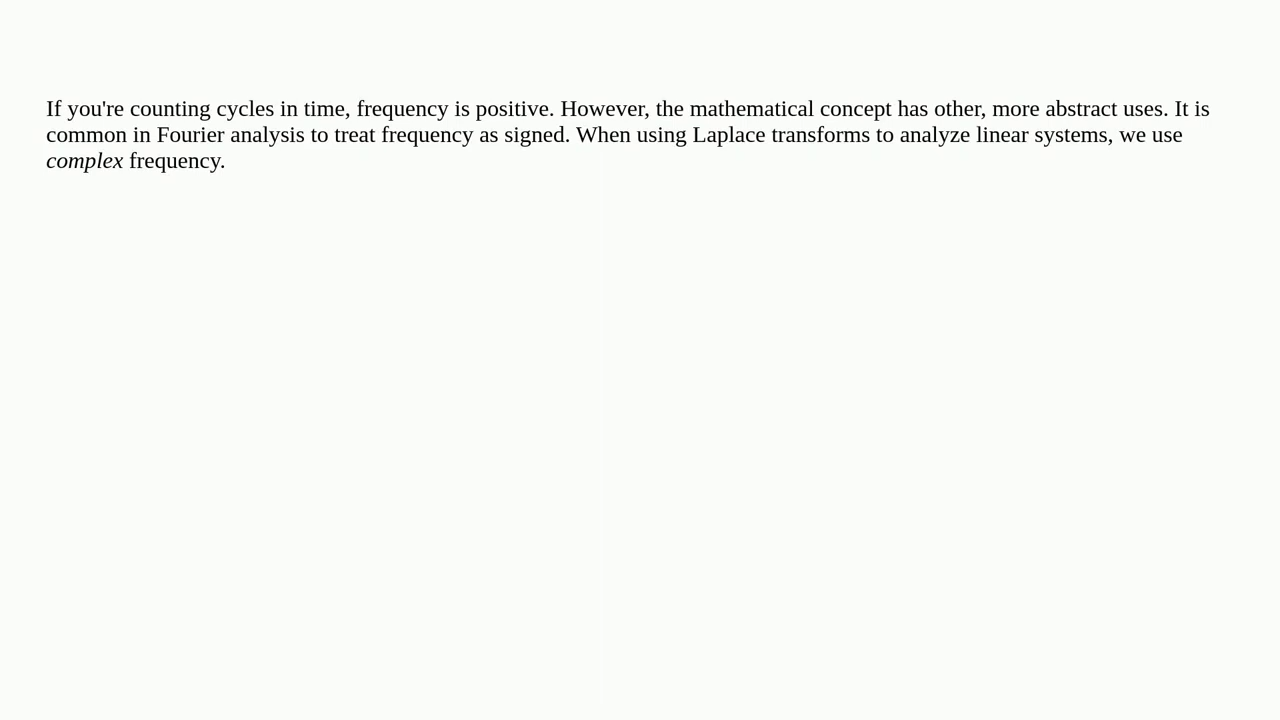 If you're counting cycles in time, frequency is positive. However, the mathematical concept has other, more abstract uses. It is
common in Fourier analysis to treat frequency as signed. When using Laplace transforms to analyze linear systems, we use
complex frequency.